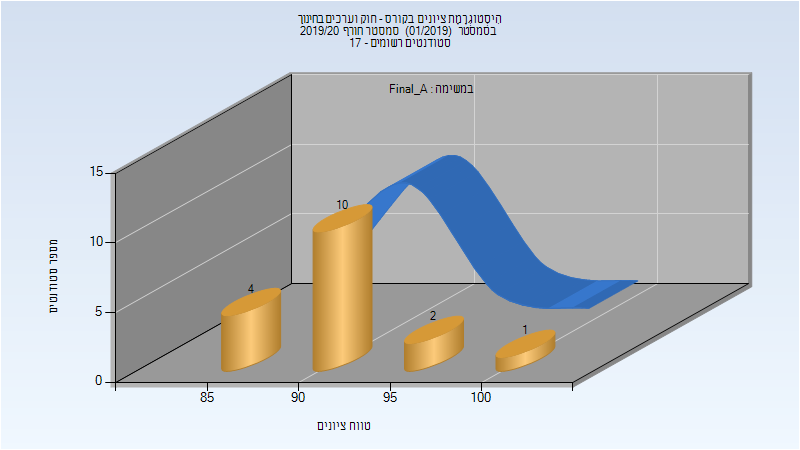 היסטוגרמת ציונים בקורס - חוק וערכים בחינוך
בסמסטר (01/2019) סמסטר חורף 2019/20
סטודנטים רשומים - 17
במשימה : Final_A
מספר סטודנטים
15
10
5
0
4
10
2
1
85
90
95
100
טווח ציונים